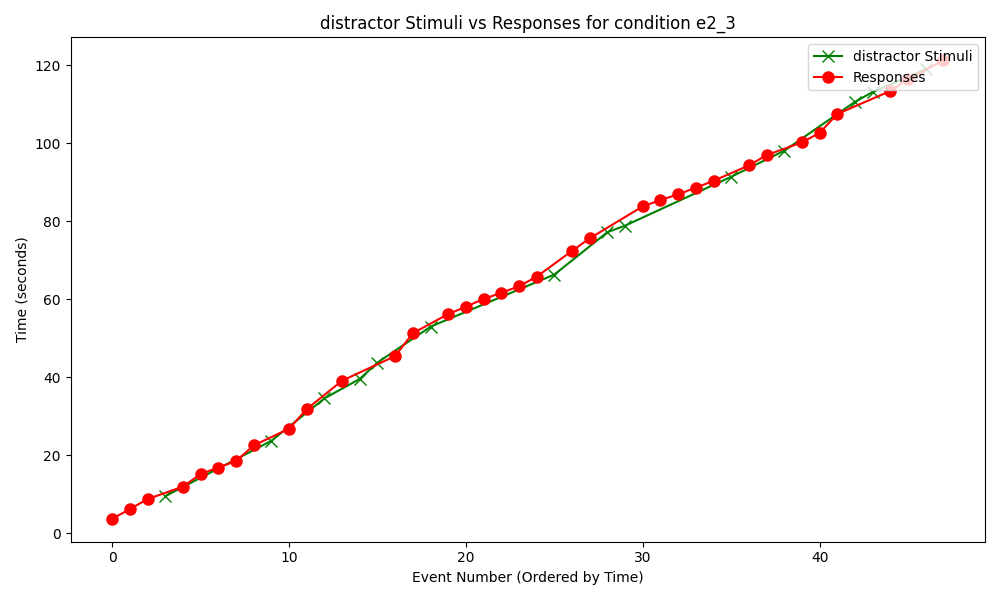 distractor Stimuli vs Responses for condition e2_3
distractor Stimuli
Responses
Time (seconds)
120
100
80
60
40
20
0
0 10 20 30 40
Event Number (Ordered by Time)